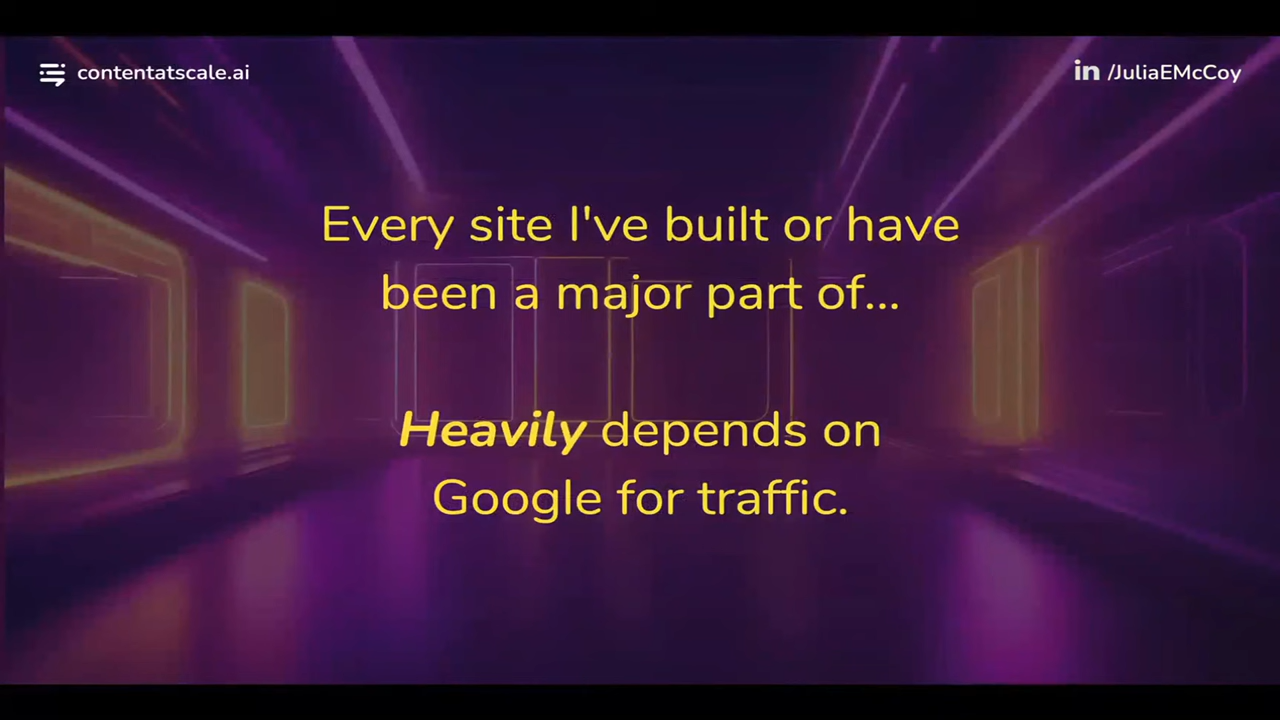 contentatscale.ai
in /JuliaEMcCoy
Every site I've built or have
been a major part of...
Heavily depends on
Google for traffic.